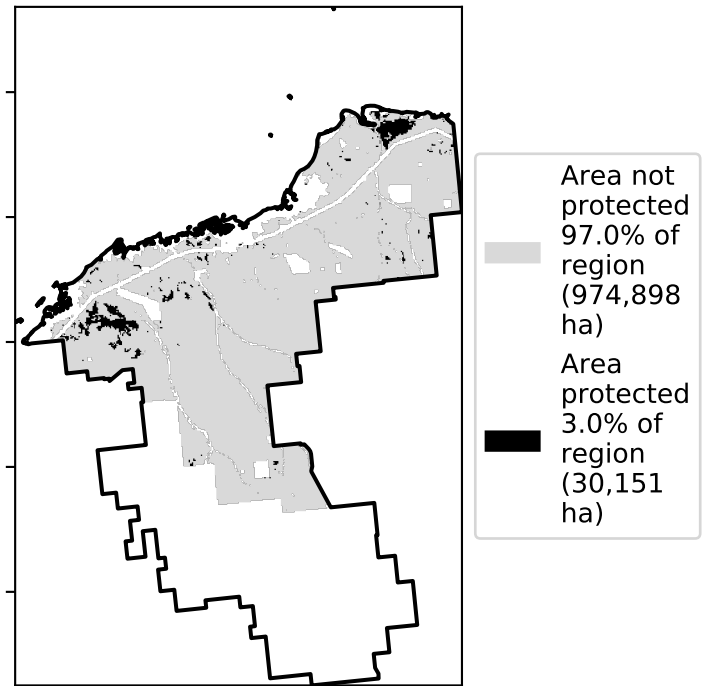 Area not
protected
97.0% of
region
(974,898
ha)
Area
protected
3.0% of
region
(30,151
ha)